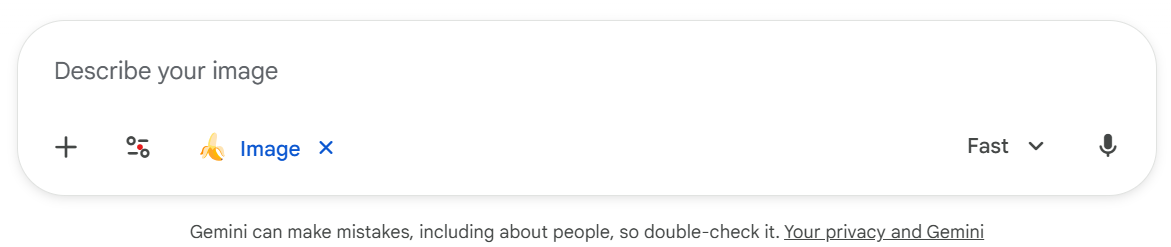 Describe your image
Image
Fast
Gemini can make mistakes, including about people, so double-check it. Your privacy and Gemini